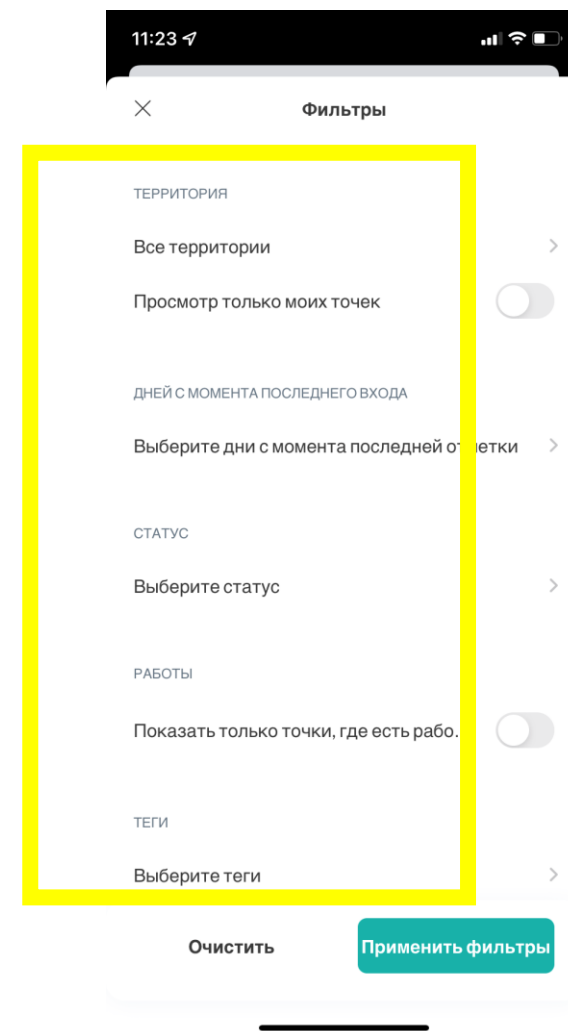 11:23
Фильтры
ТЕРРИТОРИЯ
Все территории
Просмотр только моих точек
ДНЕЙ С МОМЕНТА ПОСЛЕДНЕГО ВХОДА
Выберите дни с момента последней отметки
СТАТУС
Выберите статус
РАБОТЫ
Показать только точки, где есть рабо.
ТЕГИ
Выберите теги
Очистить
Применить фильтры